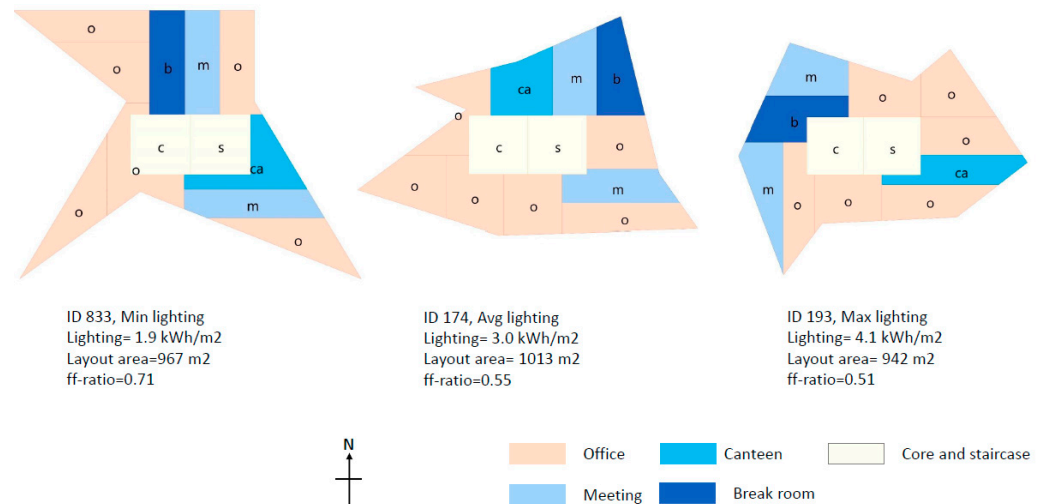 o
o
b
m
o
c
s
ca
o
o
m
o
ca
m
b
o
c
s
o
o
o
o
m
o
m
b
o
o
o
c
s
ca
m
o
o
o
ID 833, Min lighting
Lighting= 1.9 kWh/m2
Layout area=967 m2
ff-ratio=0.71
ID 174, Avg lighting
Lighting= 3.0 kWh/m2
Layout area= 1013 m2
ff-ratio=0.55
ID 193, Max lighting
Lighting= 4.1 kWh/m2
Layout area= 942 m2
ff-ratio=0.51
N
Office
Canteen
Core and staircase
Meeting
Break room